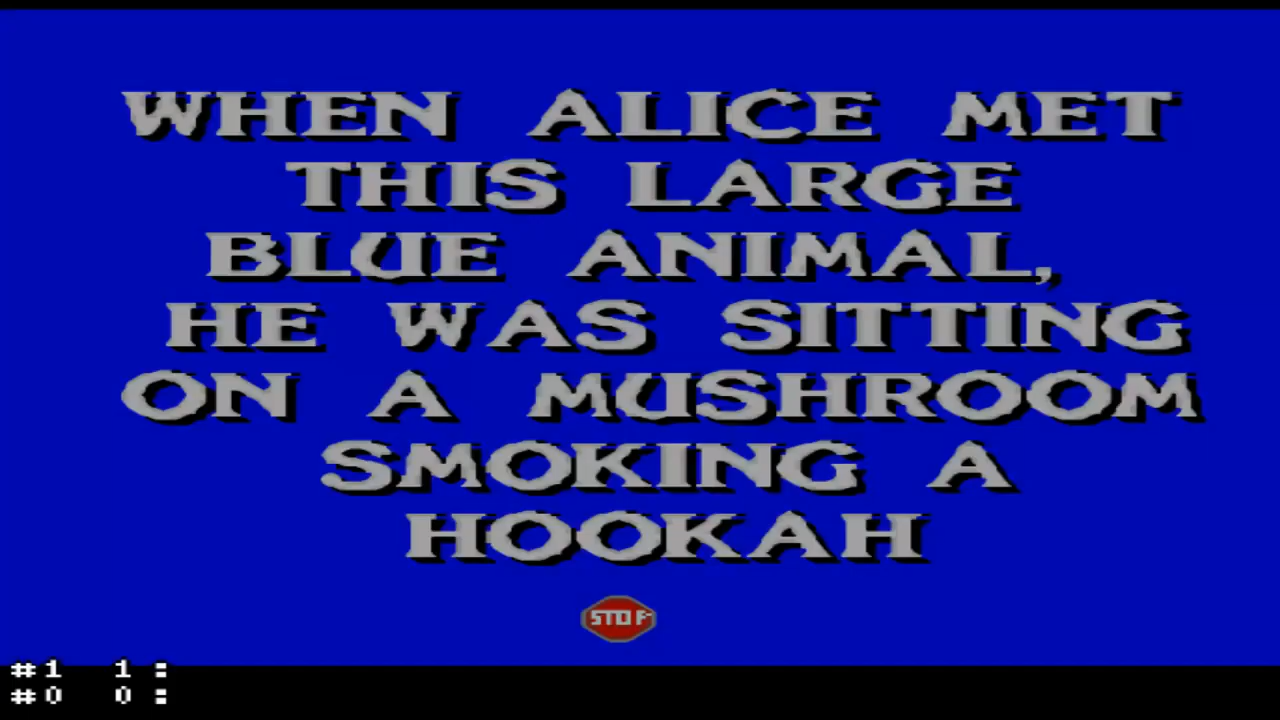 WHEN ALICE MET
THIS LARGE
BLUE ANIMAL,
HE WAS SITTING
ON A MUSHROOM
SMOKING A
HOOKAH
STOP
#1 1:
#0 0: